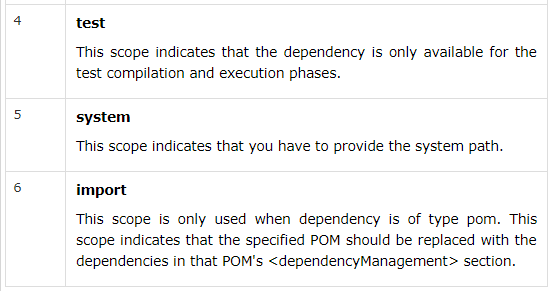 4
test
This scope indicates that the dependency is only available for the
test compilation and execution phases.
5
system
This scope indicates that you have to provide the system path.
6
import
This scope is only used when dependency is of type pom. This
scope indicates that the specified POM should be replaced with the
dependencies in that POM's <dependencyManagement> section.